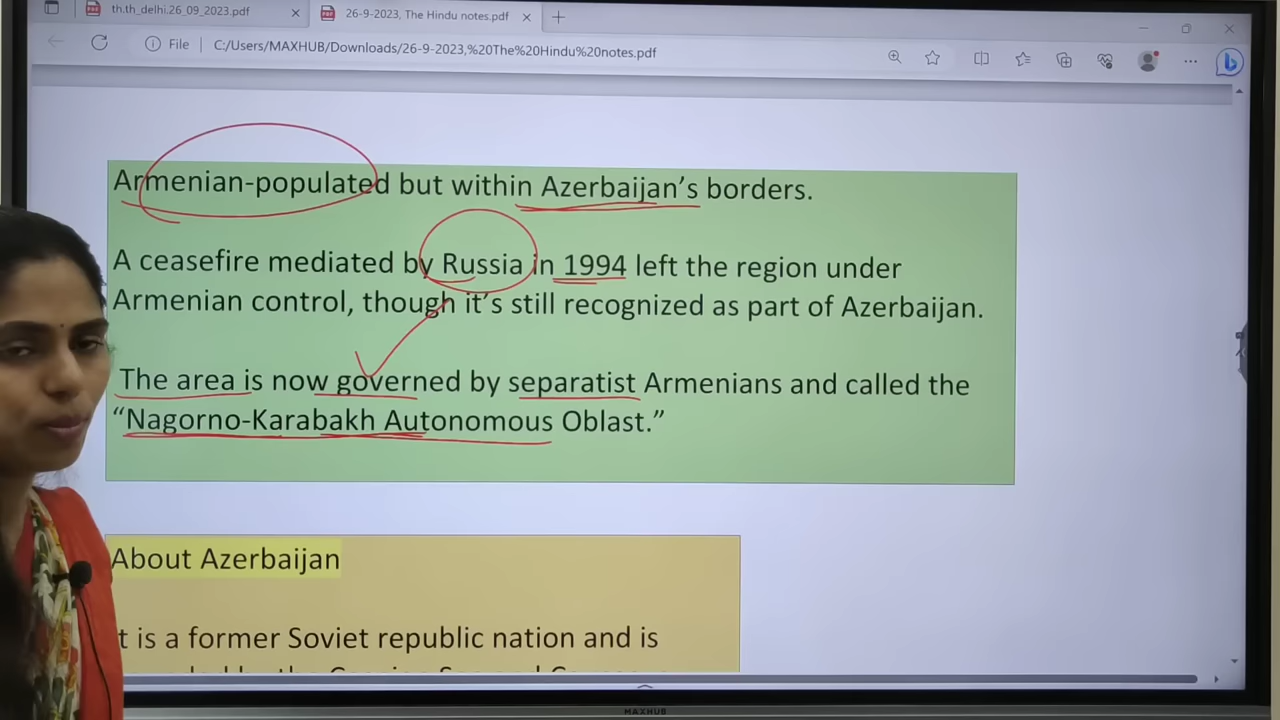 th.th_delhi.26_09_2023.pdf
26-9-2023, The Hindu notes.pdf
File
C:/Users/MAXHUB/Downloads/26-9-2023,%20The%20Hindu%20notes.pdf
Armenian-populated but within Azerbaijan’s borders.
A ceasefire mediated by Russia in 1994 left the region under
Armenian control, though it’s still recognized as part of Azerbaijan.
The area is now governed by separatist Armenians and called the
“Nagorno-Karabakh Autonomous Oblast.”
About Azerbaijan
t is a former Soviet republic nation and is
MAXHUB